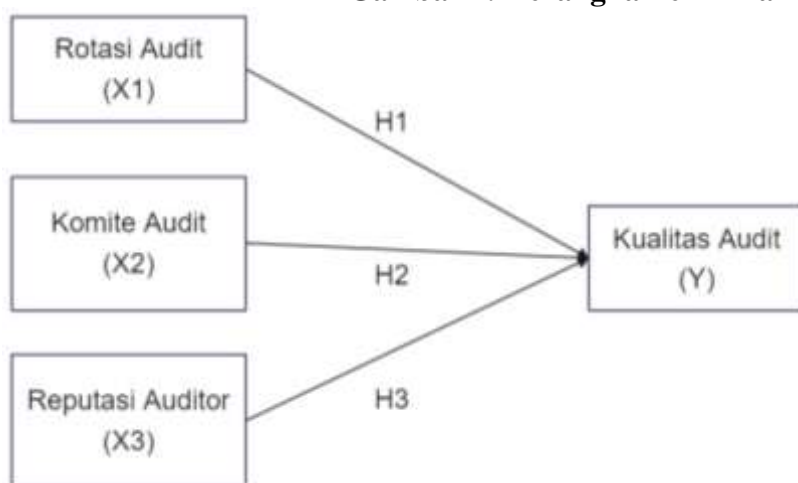 Rotasi Audit
(X1)
H1
Komite Audit
(X2)
H2
Kualitas Audit
(Y)
Reputasi Auditor
(X3)
H3